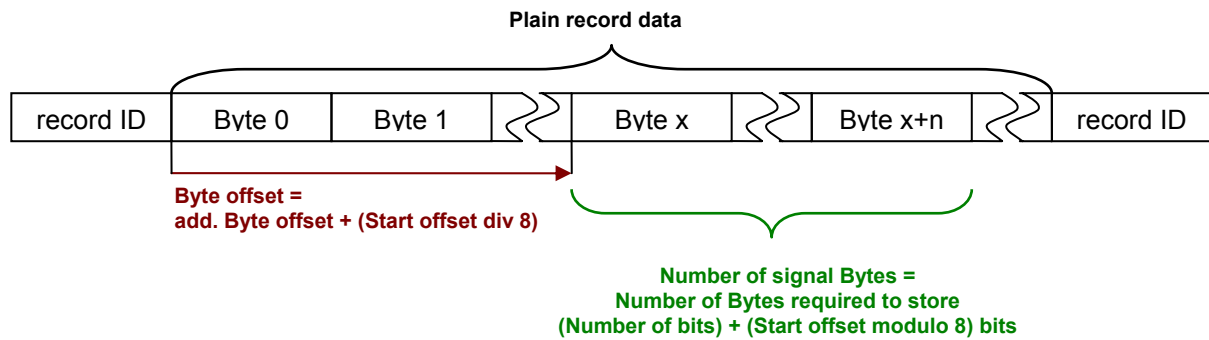 Plain record data
record ID Byte 0 Byte 1 Byte x Byte x+n record ID
Byte offset =
add. Byte offset + (Start offset div 8)
Number of signal Bytes =
Number of Bytes required to store
(Number of bits) + (Start offset modulo 8) bits